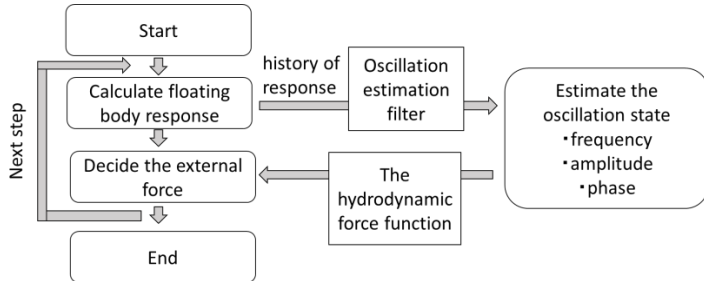 Start
Next step
Calculate floating
body response
history of
response
Oscillation
estimation
filter
Estimate the
oscillation state
・frequency
・amplitude
・phase
Decide the external
force
The
hydrodynamic
force function
End